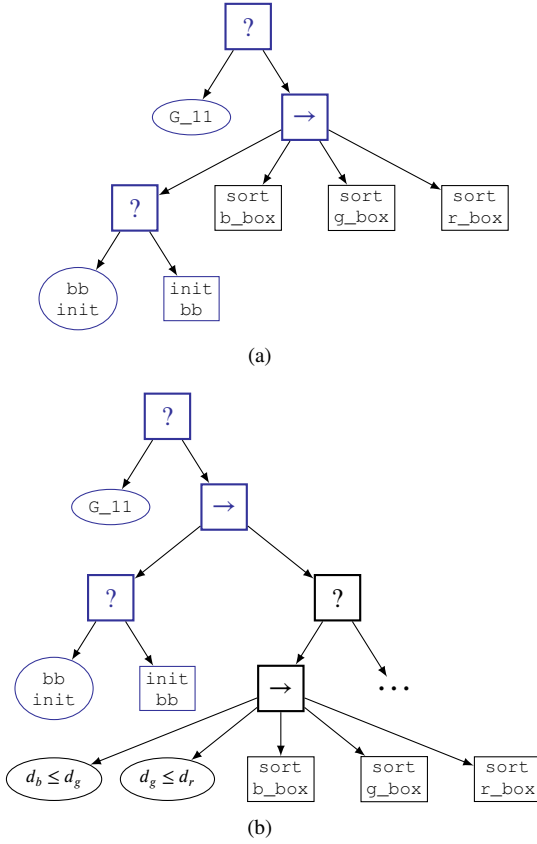 ?
G_11
→
?
sort
b_box
sort
g_box
sort
r_box
bb
init
init
bb
(a)
?
G_11
→
?
?
bb
init
init
bb
→
...
d_b ≤ d_g
d_g ≤ d_r
sort
b_box
sort
g_box
sort
r_box
(b)